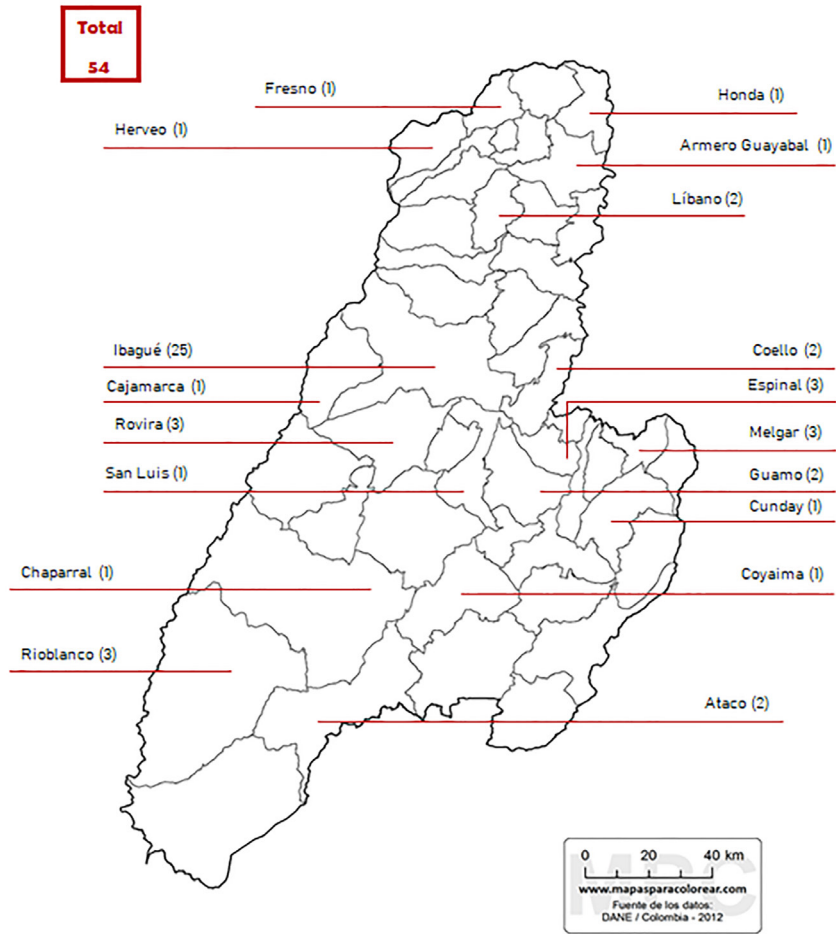 Total
54
Fresno (1)
Honda (1)
Herveo (1)
Armero Guayabal (1)
Líbano (2)
Ibagué (25)
Coello (2)
Cajamarca (1)
Espinal (3)
Rovira (3)
Melgar (3)
San Luis (1)
Guamo (2)
Cunday (1)
Chaparral (1)
Coyaima (1)
Rioblanco (3)
Ataco (2)
MPC
0 20 40 km
www.mapasparacolorear.com
Fuente de los datos:
DANE / Colombia - 2012